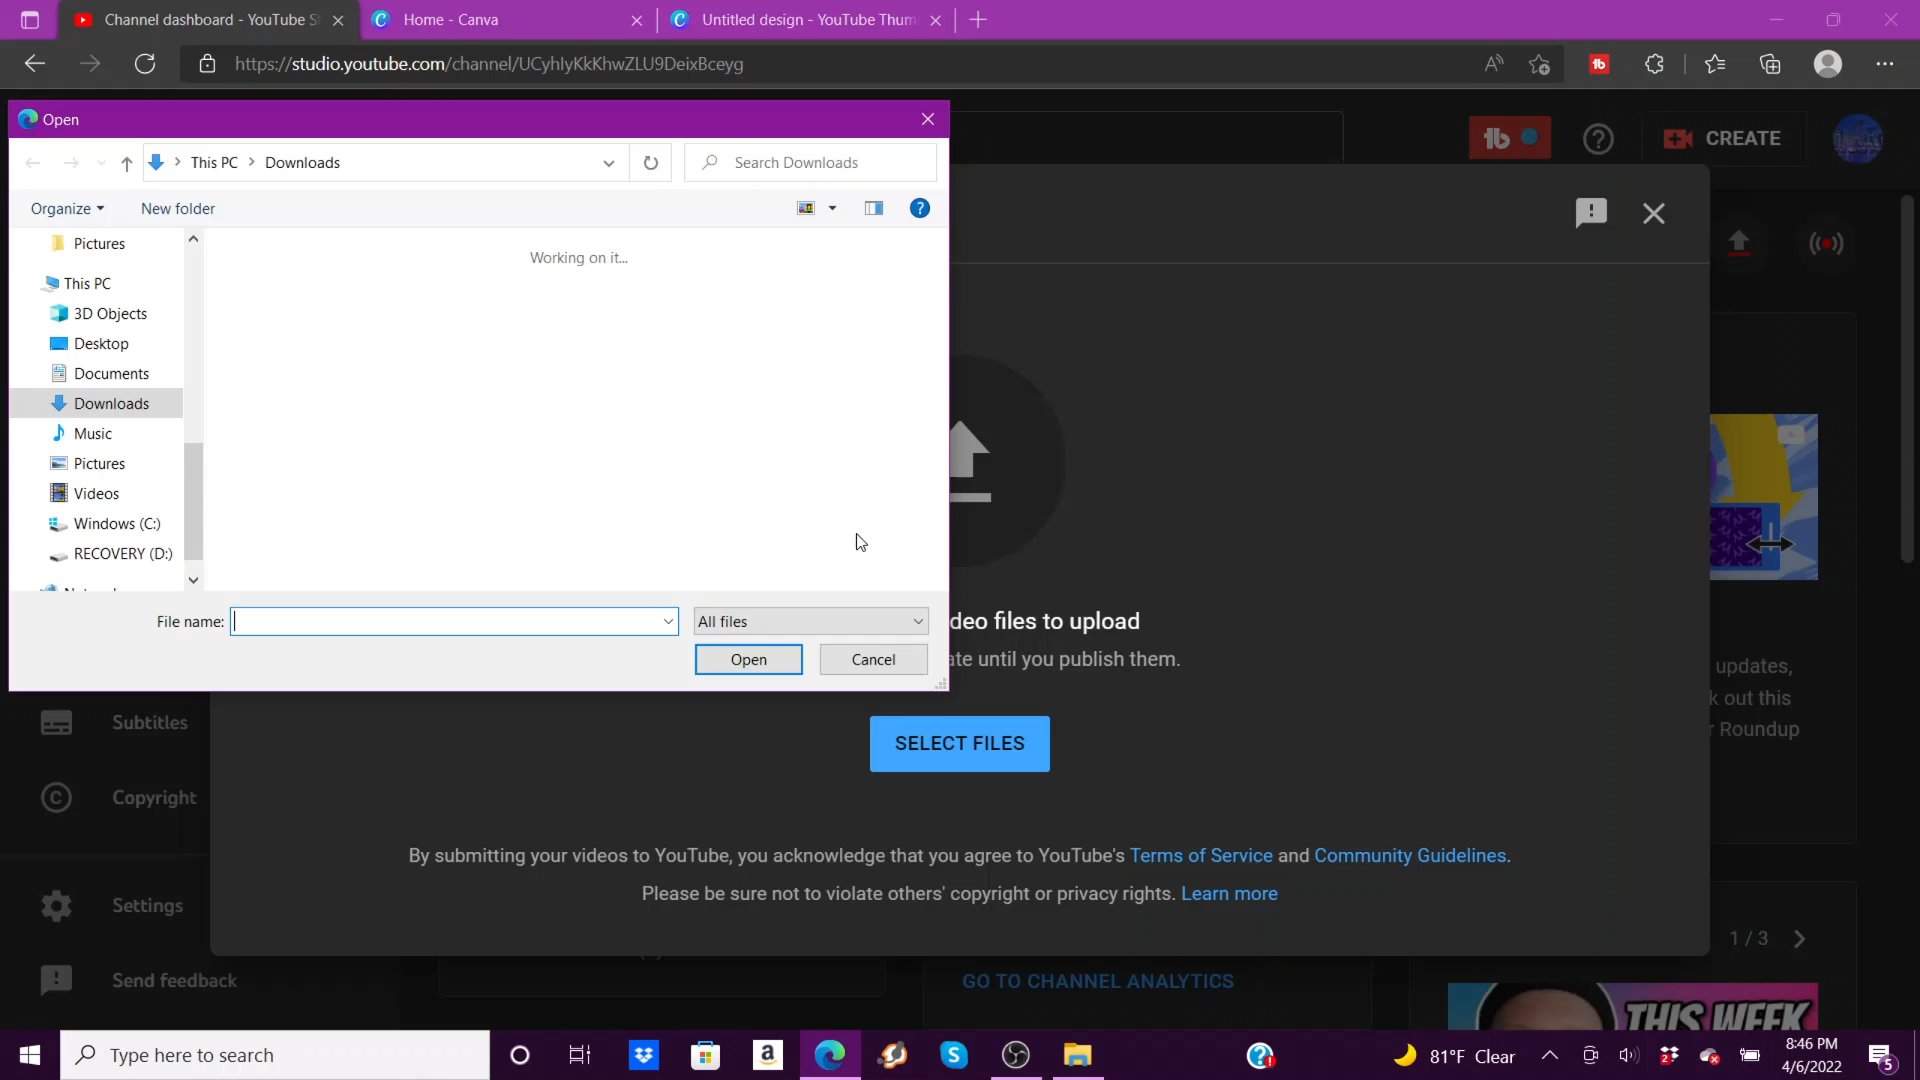 Channel dashboard - YouTube S
Home - Canva
Untitled design - YouTube Thum
https://studio.youtube.com/channel/UCyhIyKkKhwZLU9DeixBceyg
Open
This PC
Downloads
Search Downloads
Organize
New folder
Pictures
This PC
3D Objects
Desktop
Documents
Downloads
Music
Pictures
Videos
Windows (C:)
RECOVERY (D:)
Working on it...
File name:
All files
Open
Cancel
CREATE
deo files to upload
ate until you publish them.
SELECT FILES
By submitting your videos to YouTube, you acknowledge that you agree to YouTube's Terms of Service and Community Guidelines.
Please be sure not to violate others' copyright or privacy rights. Learn more
updates,
k out this
r Roundup
Subtitles
Copyright
Settings
Send feedback
GO TO CHANNEL ANALYTICS
1 / 3
THIS WEEK
Type here to search
81°F Clear
8:46 PM
4/6/2022
5